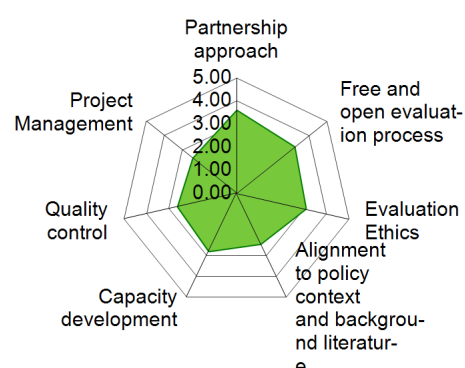 Partnership
approach
5.00
4.00
3.00
2.00
1.00
0.00
Free and
open evaluat-
ion process
Evaluation
Ethics
Alignment
to policy
context
and backgrou-
nd literatur-
e
Capacity
development
Quality
control
Project
Management